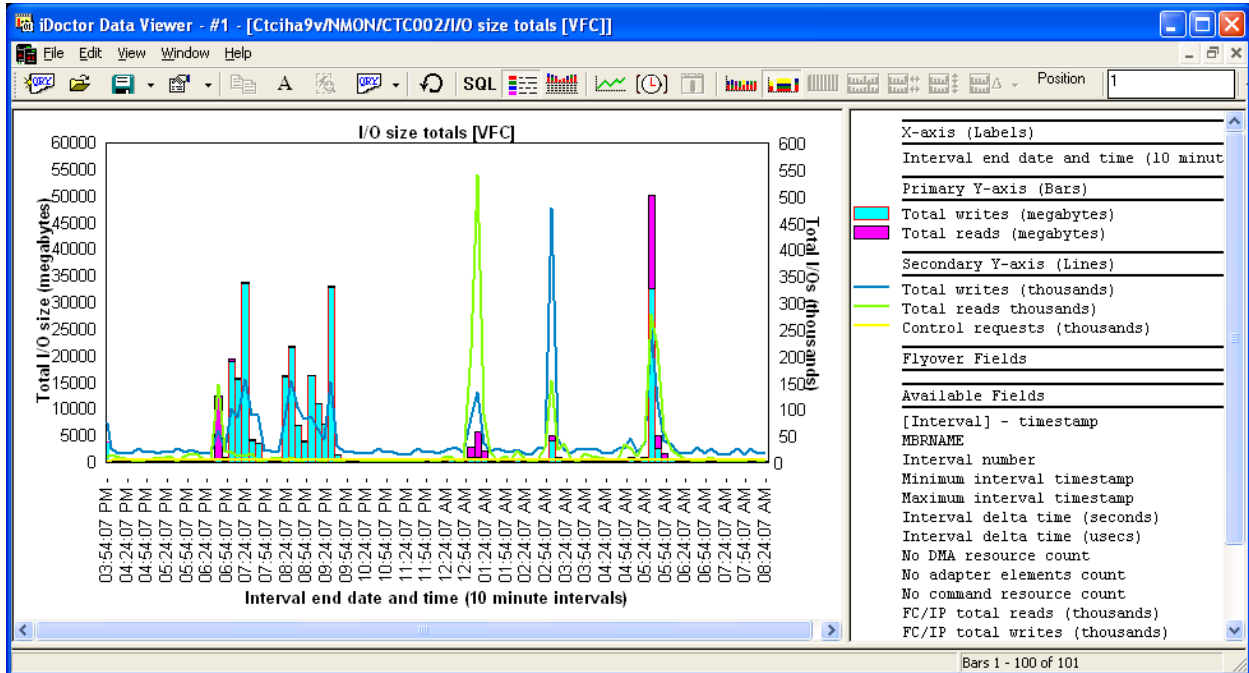 iDoctor Data Viewer - #1 - [Ctciha9v/NMON/CTC002/I/O size totals [VFC]]
File Edit View Window Help
QRY A QRY SQL Position 1
I/O size totals [VFC]
Total I/O size (megabytes)
60000
55000
50000
45000
40000
35000
30000
25000
20000
15000
10000
5000
0
600
550
500
450
400
350
300
250
200
150
100
50
0
Total I/Os (thousands)
03:54:07 PM -
04:24:07 PM -
04:54:07 PM -
05:24:07 PM -
05:54:07 PM -
06:24:07 PM -
06:54:07 PM -
07:24:07 PM -
07:54:07 PM -
08:24:07 PM -
08:54:07 PM -
09:24:07 PM -
09:54:07 PM -
10:24:07 PM -
10:54:07 PM -
11:24:07 PM -
11:54:07 PM -
12:24:07 AM -
12:54:07 AM -
01:24:07 AM -
01:54:07 AM -
02:24:07 AM -
02:54:07 AM -
03:24:07 AM -
03:54:07 AM -
04:24:07 AM -
04:54:07 AM -
05:24:07 AM -
05:54:07 AM -
06:24:07 AM -
06:54:07 AM -
07:24:07 AM -
07:54:07 AM -
08:24:07 AM -
Interval end date and time (10 minute intervals)
X-axis (Labels)
Interval end date and time (10 minut
Primary Y-axis (Bars)
Total writes (megabytes)
Total reads (megabytes)
Secondary Y-axis (Lines)
Total writes (thousands)
Total reads thousands)
Control requests (thousands)
Flyover Fields
Available Fields
[Interval] - timestamp
MBRNAME
Interval number
Minimum interval timestamp
Maximum interval timestamp
Interval delta time (seconds)
Interval delta time (usecs)
No DMA resource count
No adapter elements count
No command resource count
FC/IP total reads (thousands)
FC/IP total writes (thousands)
Bars 1 - 100 of 101